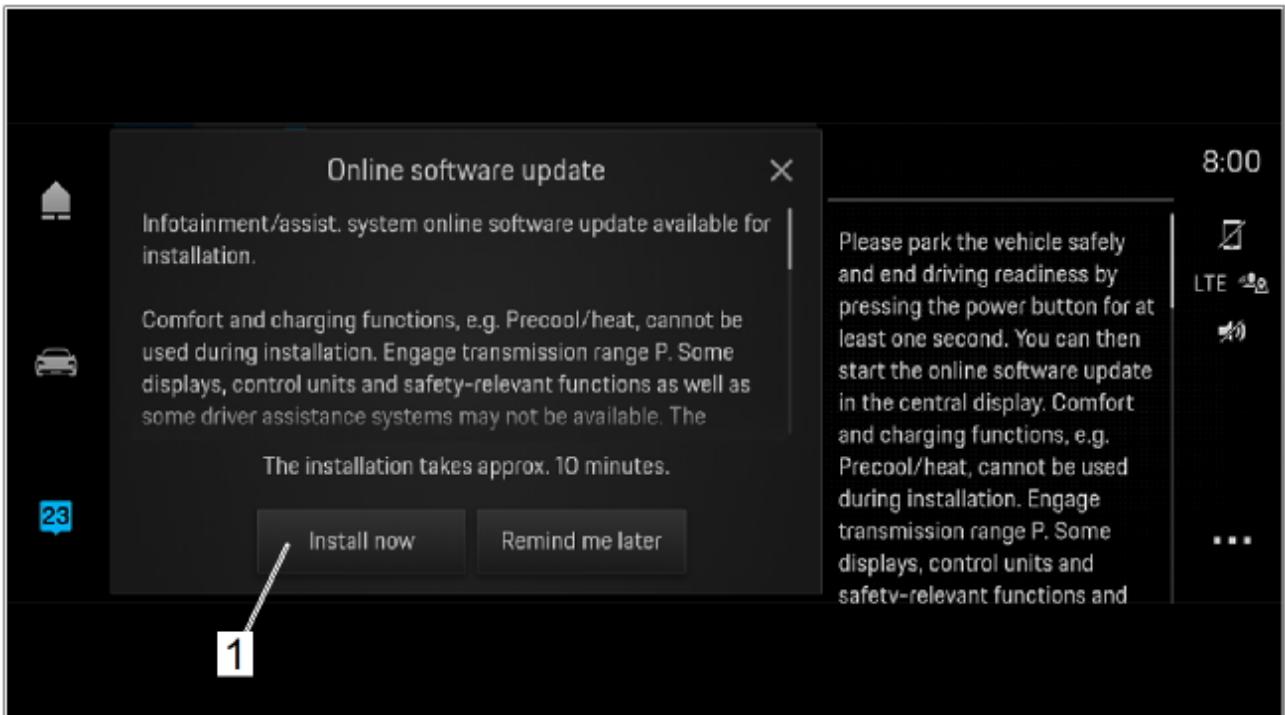 Online software update
Infotainment/assist. system online software update available for
installation.
Comfort and charging functions, e.g. Precool/heat, cannot be
used during installation. Engage transmission range P. Some
displays, control units and safety-relevant functions as well as
some driver assistance systems may not be available. The
The installation takes approx. 10 minutes.
Install now
Remind me later
1
23
Please park the vehicle safely
and end driving readiness by
pressing the power button for at
least one second. You can then
start the online software update
in the central display. Comfort
and charging functions, e.g.
Precool/heat, cannot be used
during installation. Engage
transmission range P. Some
displays, control units and
safety-relevant functions and
8:00
LTE